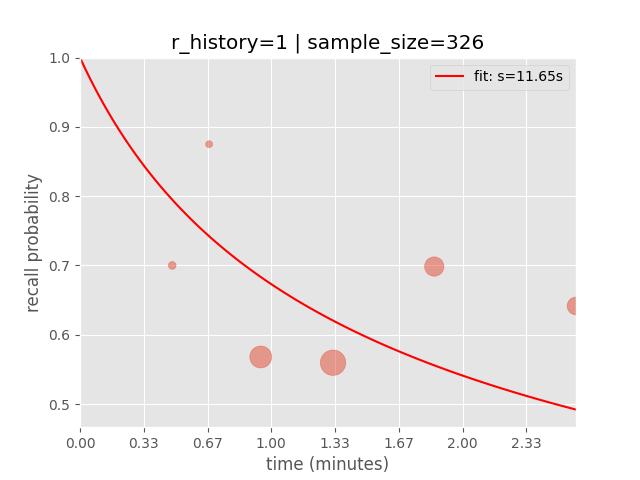 r_history=1 | sample_size=326
fit: s=11.65s
recall probability
1.0
0.9
0.8
0.7
0.6
0.5
0.00 0.33 0.67 1.00 1.33 1.67 2.00 2.33
time (minutes)